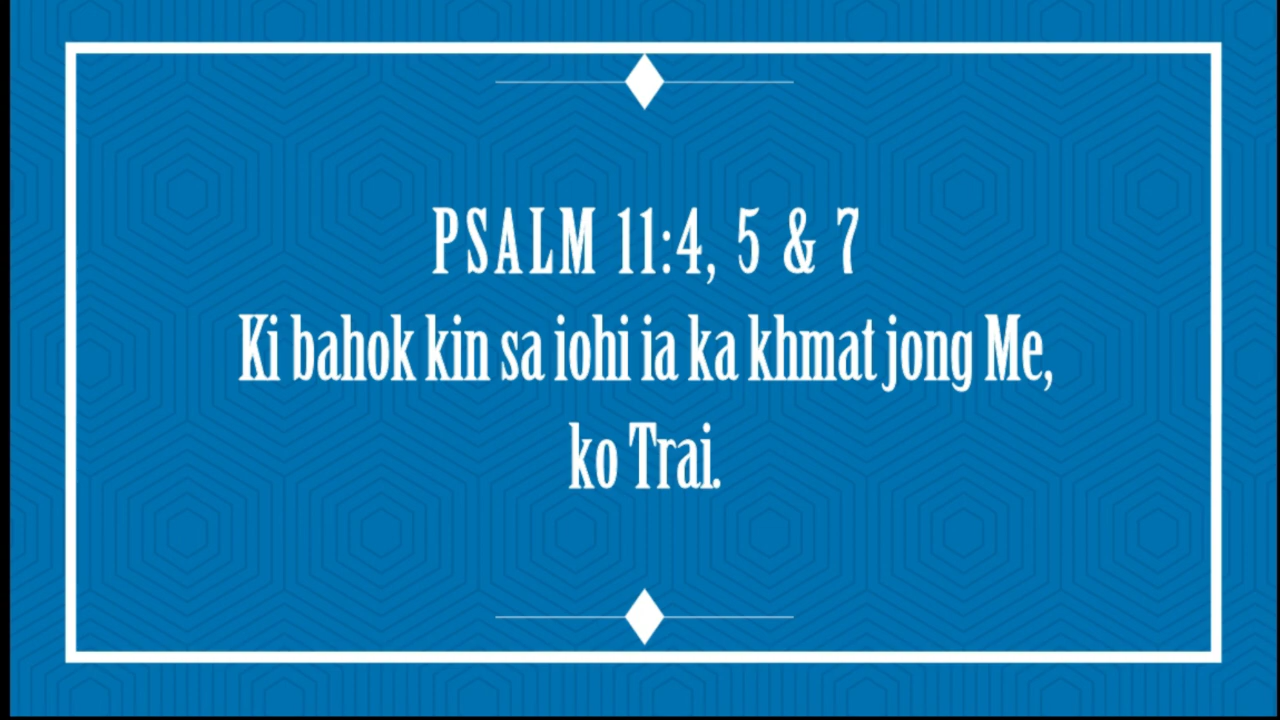 PSALM 11:4, 5 & 7
Ki bahok kin sa iohi ia ka khmat jong Me,
ko Trai.